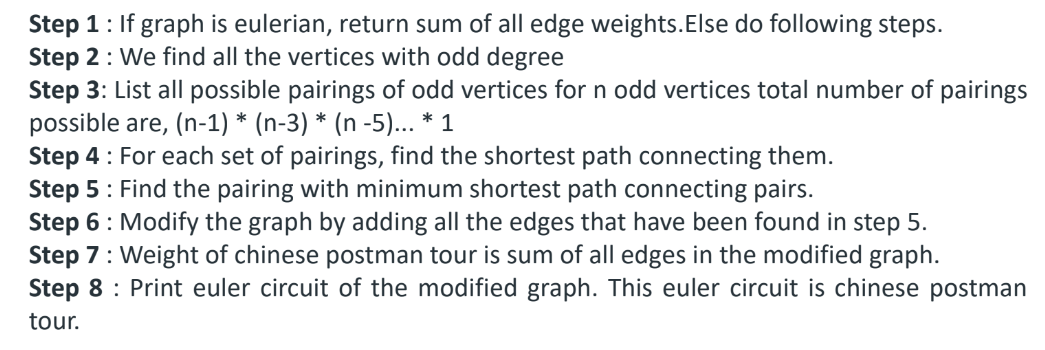 Step 1 : If graph is eulerian, return sum of all edge weights.Else do following steps.
Step 2 : We find all the vertices with odd degree
Step 3: List all possible pairings of odd vertices for n odd vertices total number of pairings
possible are, (n-1) * (n-3) * (n -5)... * 1
Step 4 : For each set of pairings, find the shortest path connecting them.
Step 5 : Find the pairing with minimum shortest path connecting pairs.
Step 6 : Modify the graph by adding all the edges that have been found in step 5.
Step 7 : Weight of chinese postman tour is sum of all edges in the modified graph.
Step 8 : Print euler circuit of the modified graph. This euler circuit is chinese postman
tour.